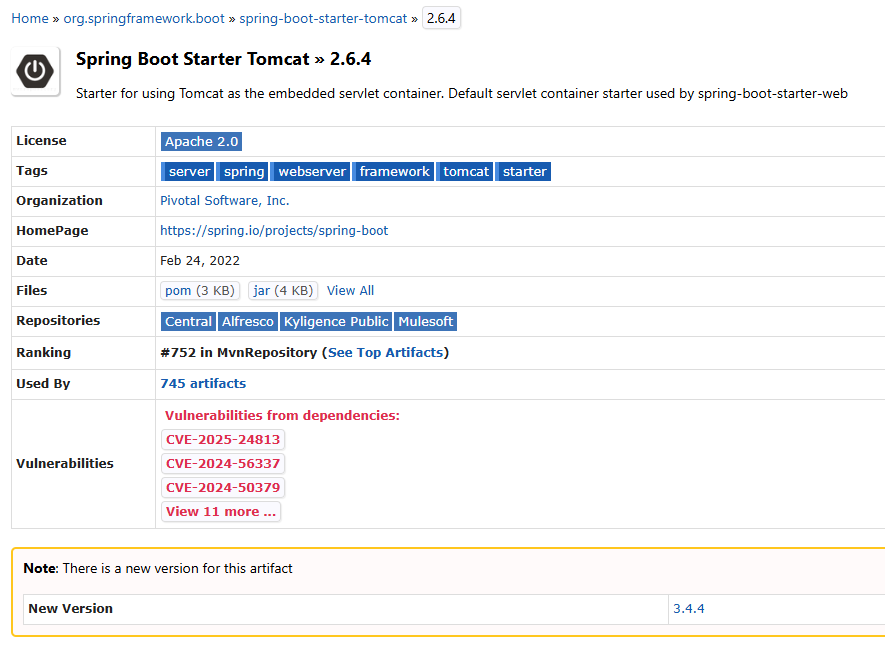 Home » org.springframework.boot » spring-boot-starter-tomcat » 2.6.4
Spring Boot Starter Tomcat » 2.6.4
Starter for using Tomcat as the embedded servlet container. Default servlet container starter used by spring-boot-starter-web
License Apache 2.0
Tags server spring webserver framework tomcat starter
Organization Pivotal Software, Inc.
HomePage https://spring.io/projects/spring-boot
Date Feb 24, 2022
Files pom (3 KB) jar (4 KB) View All
Repositories Central Alfresco Kyligence Public Mulesoft
Ranking #752 in MvnRepository (See Top Artifacts)
Used By 745 artifacts
Vulnerabilities Vulnerabilities from dependencies:
CVE-2025-24813
CVE-2024-56337
CVE-2024-50379
View 11 more ...
Note: There is a new version for this artifact
New Version 3.4.4